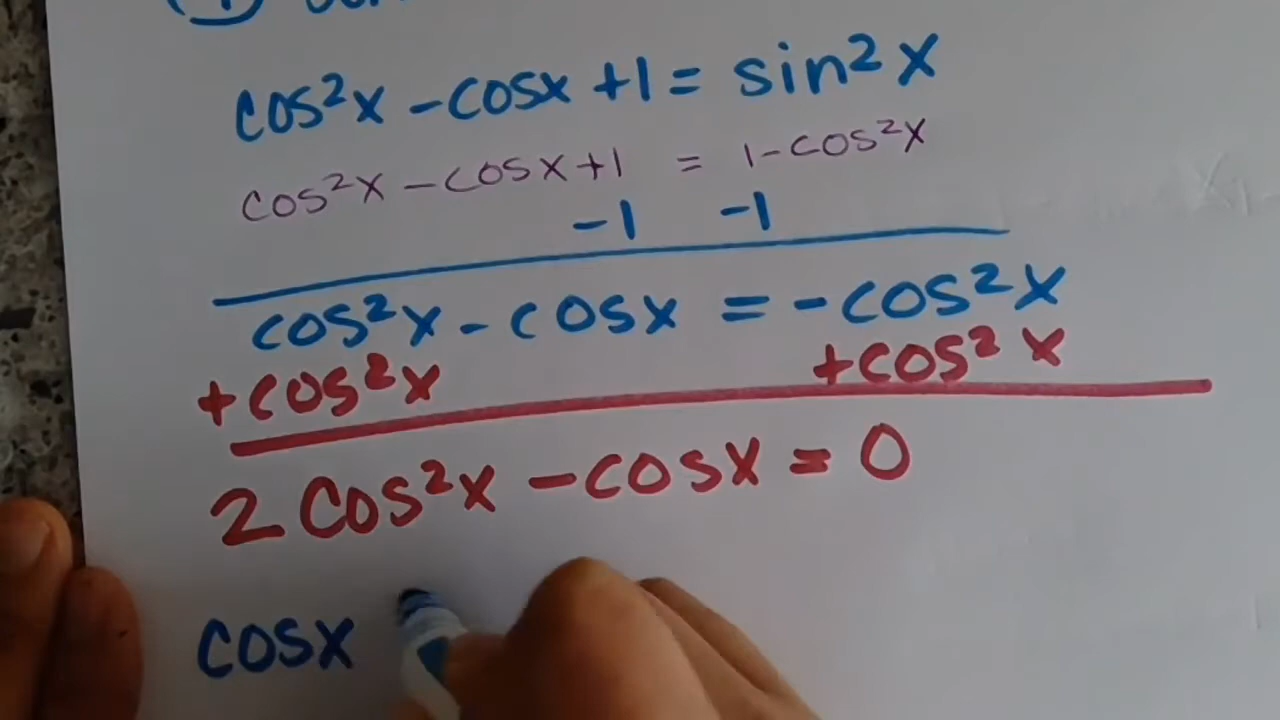 cos²x - cosx + 1 = sin²x
cos²x - cosx + 1 = 1 - cos²x
-1 -1
cos²x - cosx = -cos²x
+cos²x +cos²x
2cos²x - cosx = 0
cosx